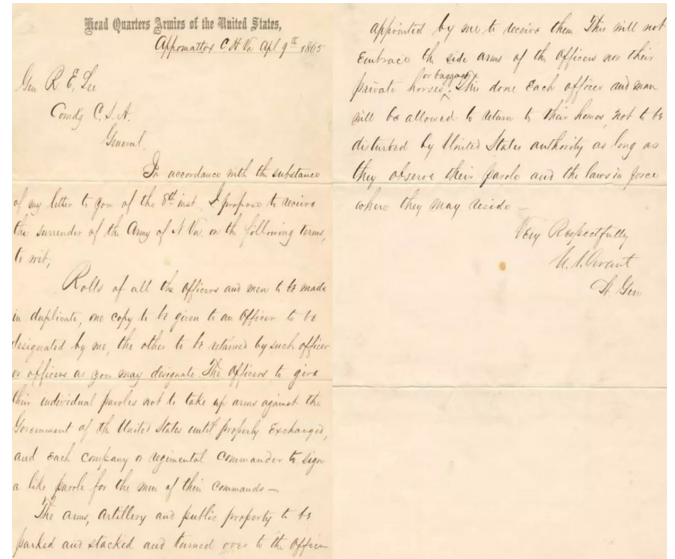 Head Quarters Armies of the United States,
Appomattox C. H. Va. Apl 9th 1865
Gen R. E. Lee
Comdg C. S. A.
General,
In accordance with the substance
of my letter to you of the 8th inst. I propose to receive
the surrender of the Army of N. Va. on the following terms,
to wit,
Rolls of all the officers and men to be made
in duplicate, one copy to be given to an officer to be
designated by me, the other to be retained by such officer
or officers as you may designate. The officers to give
their individual paroles not to take up arms against the
Government of the United States until properly Exchanged,
and each company or regimental commander to sign
a like parole for the men of their commands—
The arms, Artillery and public property to be
parked and stacked and turned over to the Officer
appointed by me to receive them. This will not
Embrace the side arms of the officers nor their
private horses or baggage. This done Each officer and man
will be allowed to return to their homes, not to be
disturbed by United States authority as long as
they observe their parole and the laws in force
where they may reside—
Very Respectfully
U. S. Grant
Lt. Gen